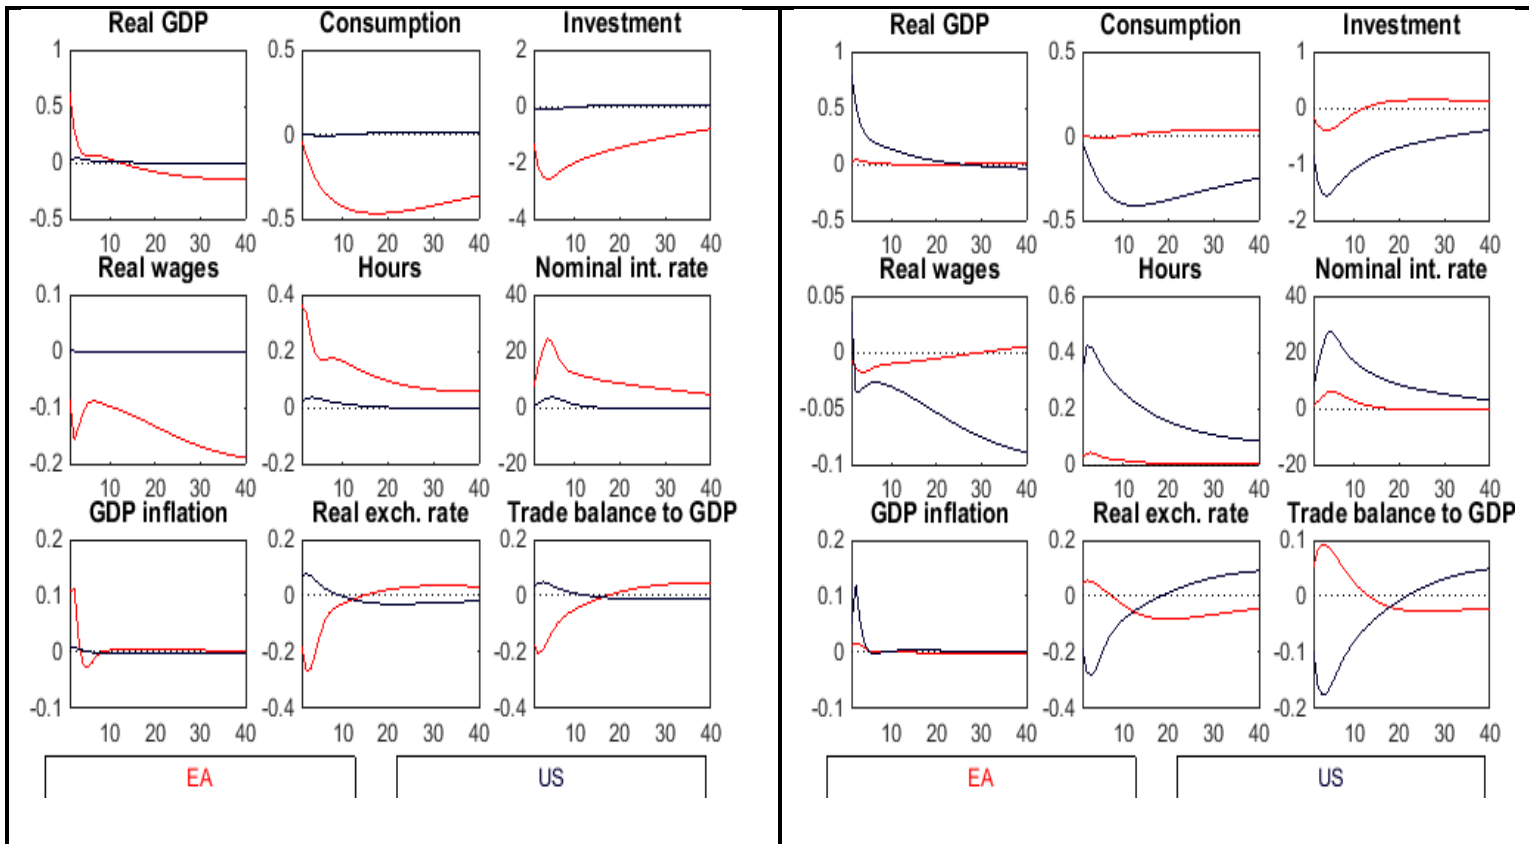 Real GDP Consumption Investment
1 0.5 2
0.5 0
0 0 -2
-0.5 -0.5 -4
10 20 30 40 10 20 30 40 10 20 30 40
Real wages Hours Nominal int. rate
0.1 0.4 40
0 0.2 20
-0.1 0 0
-0.2 -0.2 -20
10 20 30 40 10 20 30 40 10 20 30 40
GDP inflation Real exch. rate Trade balance to GDP
0.2 0.2 0.2
0.1 0 0
0 -0.2 -0.2
-0.1 -0.4 -0.4
10 20 30 40 10 20 30 40 10 20 30 40
EA US
Real GDP Consumption Investment
1 0.5 1
0.5 0
0 0 -1
-0.5 -0.5 -2
10 20 30 40 10 20 30 40 10 20 30 40
Real wages Hours Nominal int. rate
0.05 0.6 40
0 0.4 20
-0.05 0.2 0
-0.1 0 -20
10 20 30 40 10 20 30 40 10 20 30 40
GDP inflation Real exch. rate Trade balance to GDP
0.2 0.2 0.1
0.1 0 0
0 -0.2 -0.1
-0.1 -0.4 -0.2
10 20 30 40 10 20 30 40 10 20 30 40
EA US